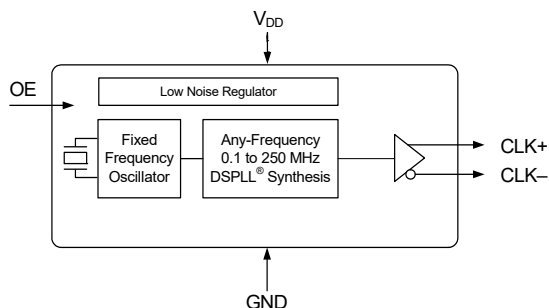 VDD
OE
Low Noise Regulator
Fixed
Frequency
Oscillator
Any-Frequency
0.1 to 250 MHz
DSPLL® Synthesis
CLK+
CLK–
GND